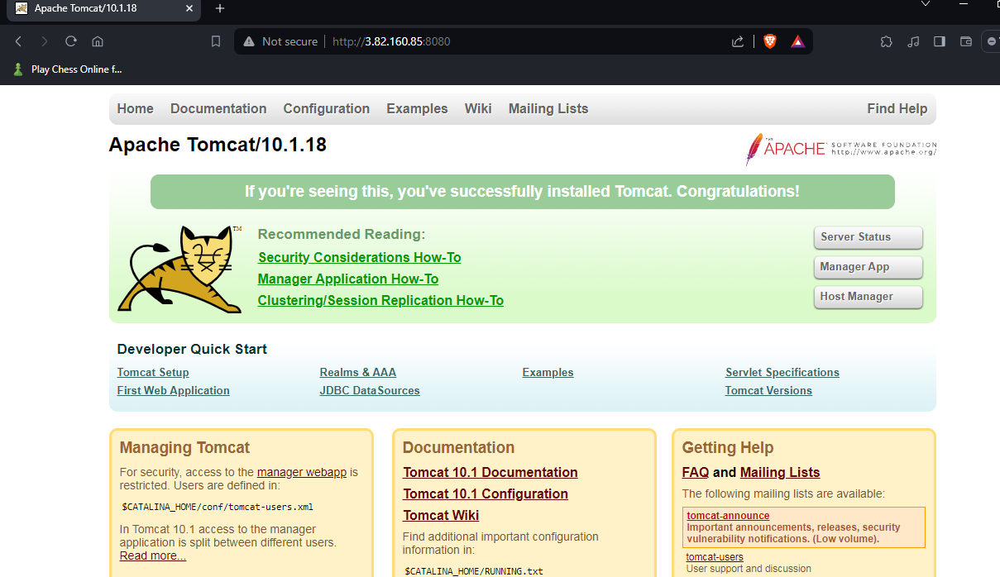 Apache Tomcat/10.1.18
Not secure http://3.82.160.85:8080
Play Chess Online f...
Home Documentation Configuration Examples Wiki Mailing Lists Find Help
Apache Tomcat/10.1.18
THE APACHE SOFTWARE FOUNDATION
http://www.apache.org/
If you're seeing this, you've successfully installed Tomcat. Congratulations!
TM
Recommended Reading:
Security Considerations How-To
Manager Application How-To
Clustering/Session Replication How-To
Server Status
Manager App
Host Manager
Developer Quick Start
Tomcat Setup
First Web Application
Realms & AAA
JDBC DataSources
Examples
Servlet Specifications
Tomcat Versions
Managing Tomcat
For security, access to the manager webapp is
restricted. Users are defined in:
$CATALINA_HOME/conf/tomcat-users.xml
In Tomcat 10.1 access to the manager
application is split between different users.
Read more...
Documentation
Tomcat 10.1 Documentation
Tomcat 10.1 Configuration
Tomcat Wiki
Find additional important configuration
information in:
$CATALINA_HOME/RUNNING.txt
Getting Help
FAQ and Mailing Lists
The following mailing lists are available:
tomcat-announce
Important announcements, releases, security
vulnerability notifications. (Low volume).
tomcat-users
User support and discussion